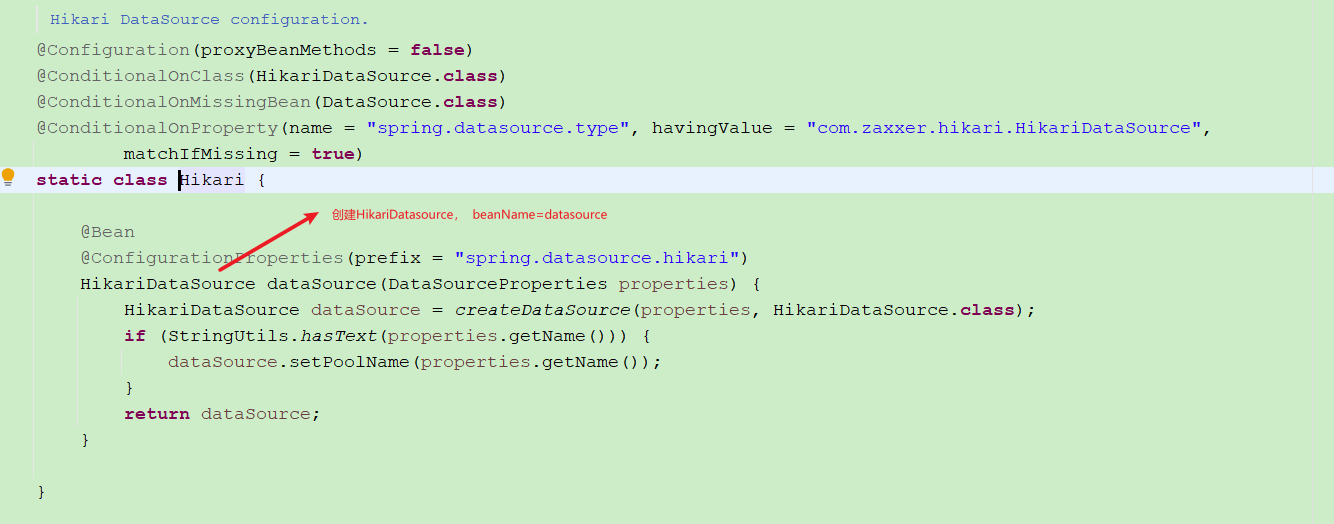 Hikari DataSource configuration.
@Configuration(proxyBeanMethods = false)
@ConditionalOnClass(HikariDataSource.class)
@ConditionalOnMissingBean(DataSource.class)
@ConditionalOnProperty(name = "spring.datasource.type", havingValue = "com.zaxxer.hikari.HikariDataSource",
matchIfMissing = true)
static class Hikari {
创建HikariDatasource， beanName=datasource
@Bean
@ConfigurationProperties(prefix = "spring.datasource.hikari")
HikariDataSource dataSource(DataSourceProperties properties) {
HikariDataSource dataSource = createDataSource(properties, HikariDataSource.class);
if (StringUtils.hasText(properties.getName())) {
dataSource.setPoolName(properties.getName());
}
return dataSource;
}
}